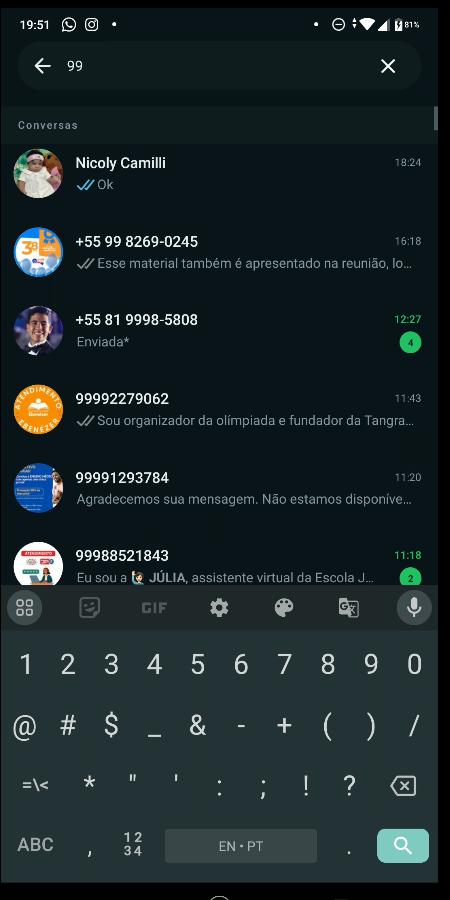 19:51
81%
99
Conversas
Nicoly Camilli 18:24
Ok
+55 99 8269-0245 16:18
Esse material também é apresentado na reunião, lo...
+55 81 9998-5808 12:27
Enviada* 4
ATENDIMENTO
EBENÉZER
99992279062 11:43
Sou organizador da olímpiada e fundador da Tangra...
99991293784 11:20
Agradecemos sua mensagem. Não estamos disponíve...
ATENDIMENTO
99988521843 11:18
Eu sou a 🙋🏻‍♀️ JÚLIA, assistente virtual da Escola J... 2
GIF
1 2 3 4 5 6 7 8 9 0
@ # $ _ & - + ( ) /
=\< * " ' : ; ! ?
ABC , 12 34 EN • PT .